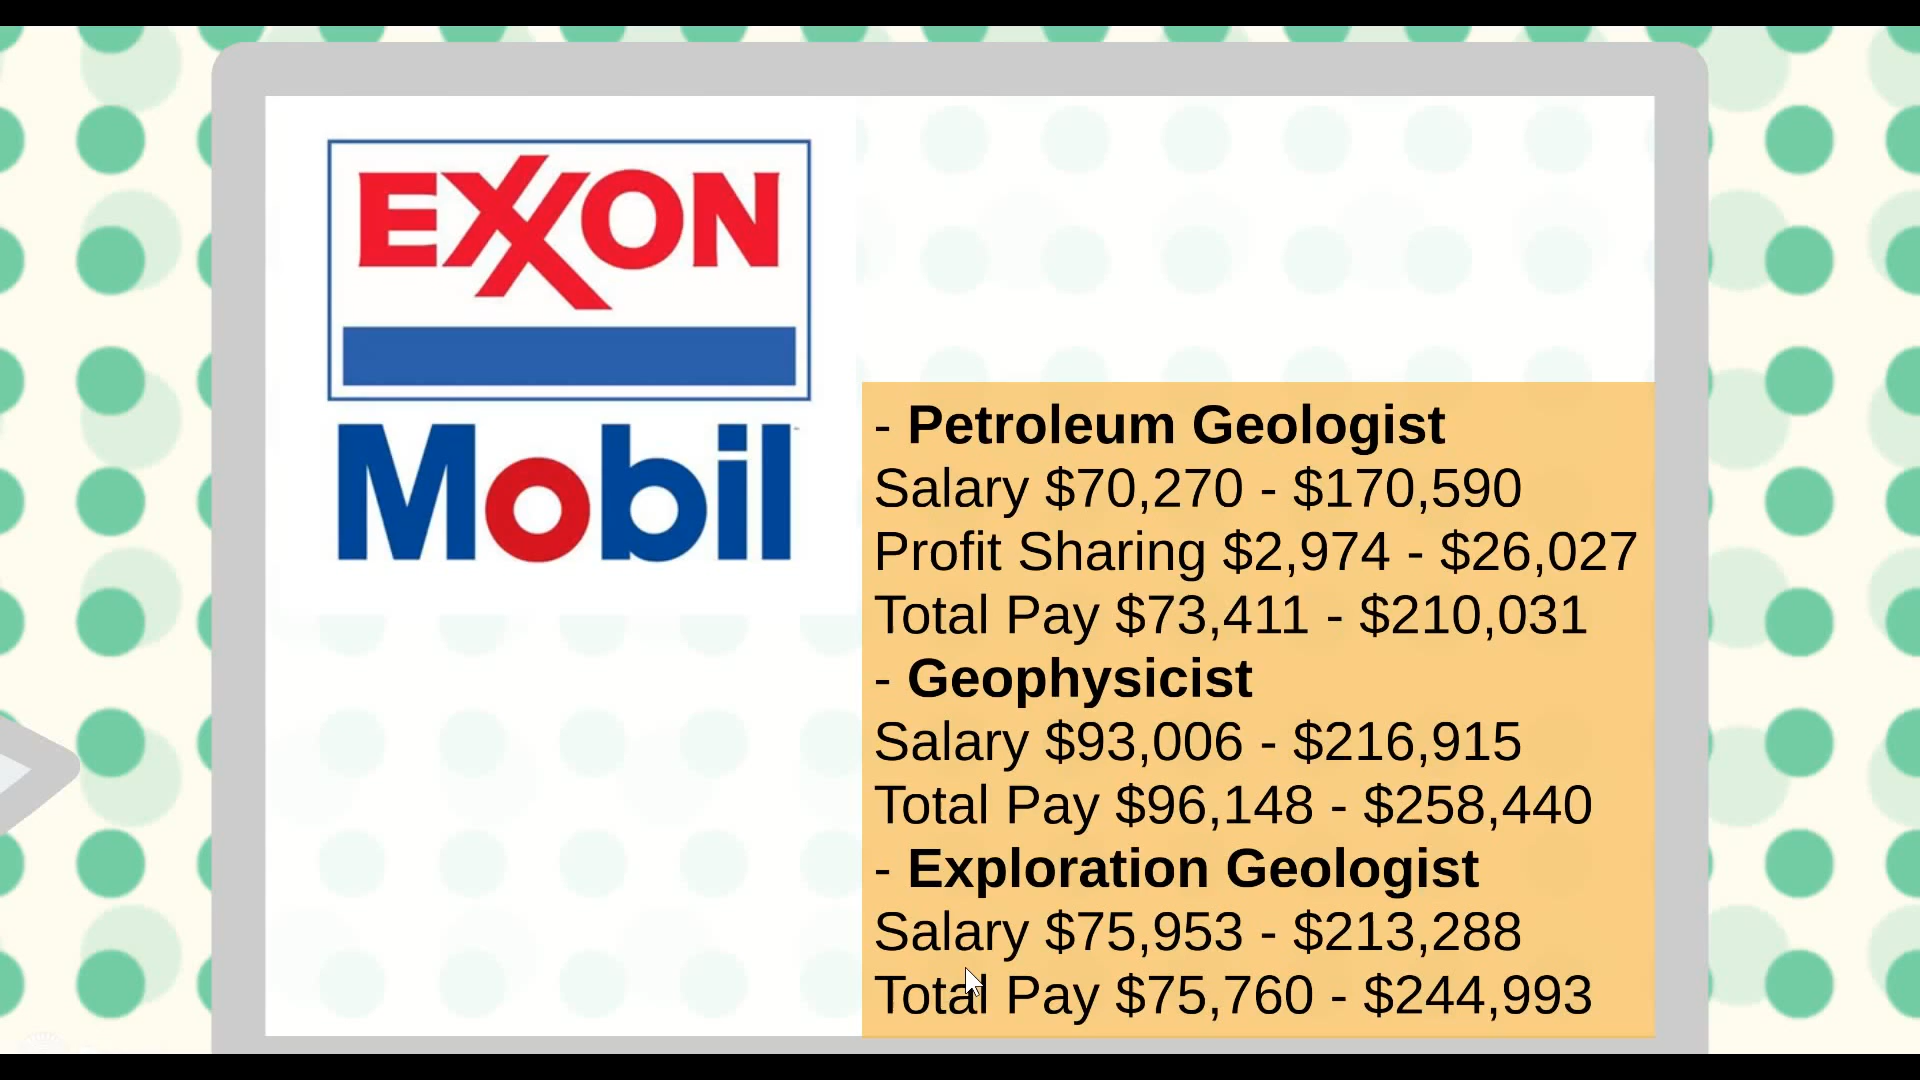 EXXON
Mobil
- Petroleum Geologist
Salary $70,270 - $170,590
Profit Sharing $2,974 - $26,027
Total Pay $73,411 - $210,031
- Geophysicist
Salary $93,006 - $216,915
Total Pay $96,148 - $258,440
- Exploration Geologist
Salary $75,953 - $213,288
Total Pay $75,760 - $244,993